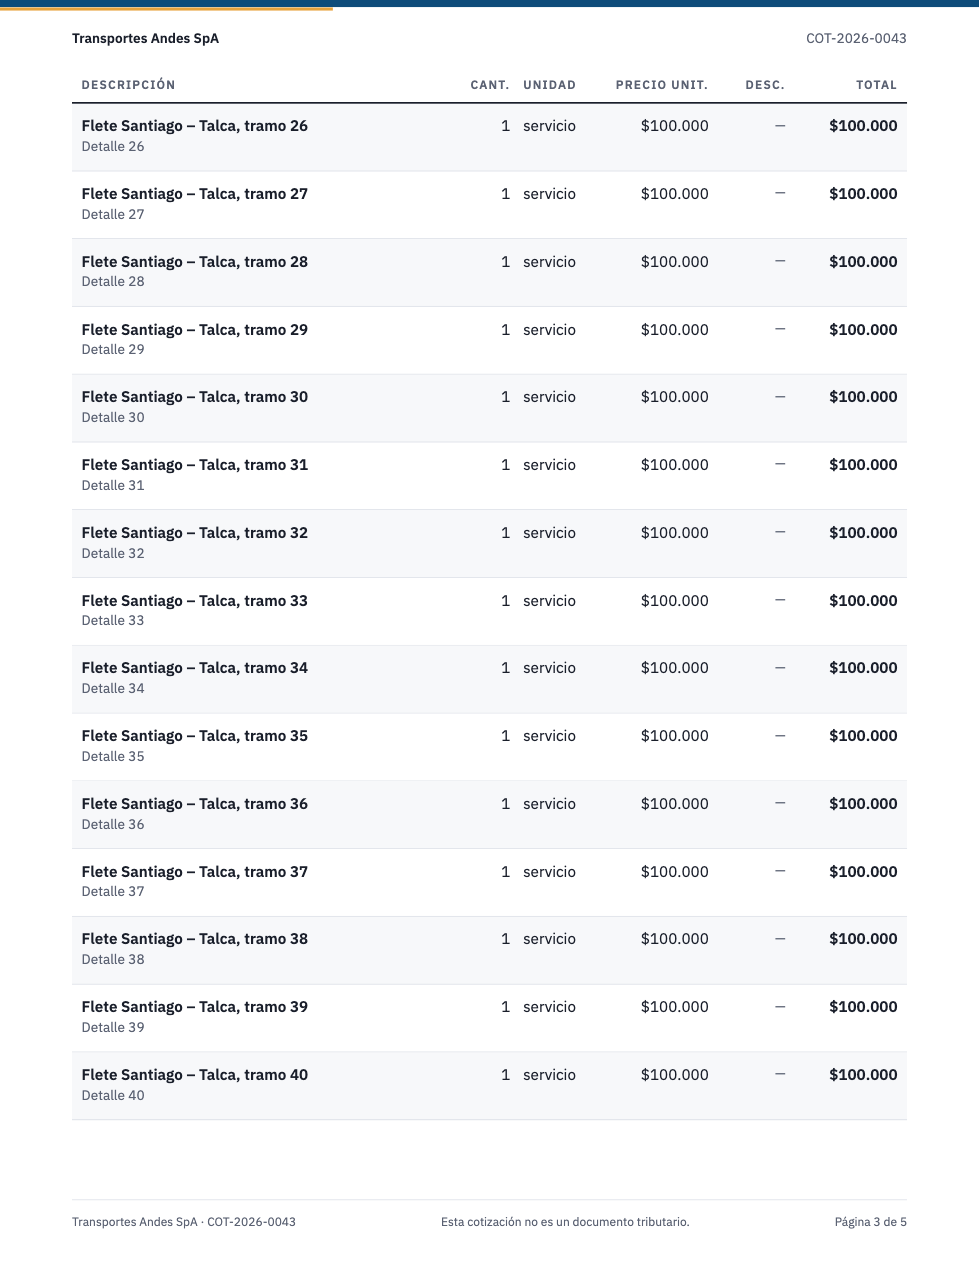 Transportes Andes SpA COT-2026-0043
DESCRIPCIÓN CANT. UNIDAD PRECIO UNIT. DESC. TOTAL
Flete Santiago – Talca, tramo 26 1 servicio $100.000 — $100.000
Detalle 26
Flete Santiago – Talca, tramo 27 1 servicio $100.000 — $100.000
Detalle 27
Flete Santiago – Talca, tramo 28 1 servicio $100.000 — $100.000
Detalle 28
Flete Santiago – Talca, tramo 29 1 servicio $100.000 — $100.000
Detalle 29
Flete Santiago – Talca, tramo 30 1 servicio $100.000 — $100.000
Detalle 30
Flete Santiago – Talca, tramo 31 1 servicio $100.000 — $100.000
Detalle 31
Flete Santiago – Talca, tramo 32 1 servicio $100.000 — $100.000
Detalle 32
Flete Santiago – Talca, tramo 33 1 servicio $100.000 — $100.000
Detalle 33
Flete Santiago – Talca, tramo 34 1 servicio $100.000 — $100.000
Detalle 34
Flete Santiago – Talca, tramo 35 1 servicio $100.000 — $100.000
Detalle 35
Flete Santiago – Talca, tramo 36 1 servicio $100.000 — $100.000
Detalle 36
Flete Santiago – Talca, tramo 37 1 servicio $100.000 — $100.000
Detalle 37
Flete Santiago – Talca, tramo 38 1 servicio $100.000 — $100.000
Detalle 38
Flete Santiago – Talca, tramo 39 1 servicio $100.000 — $100.000
Detalle 39
Flete Santiago – Talca, tramo 40 1 servicio $100.000 — $100.000
Detalle 40
Transportes Andes SpA · COT-2026-0043 Esta cotización no es un documento tributario. Página 3 de 5